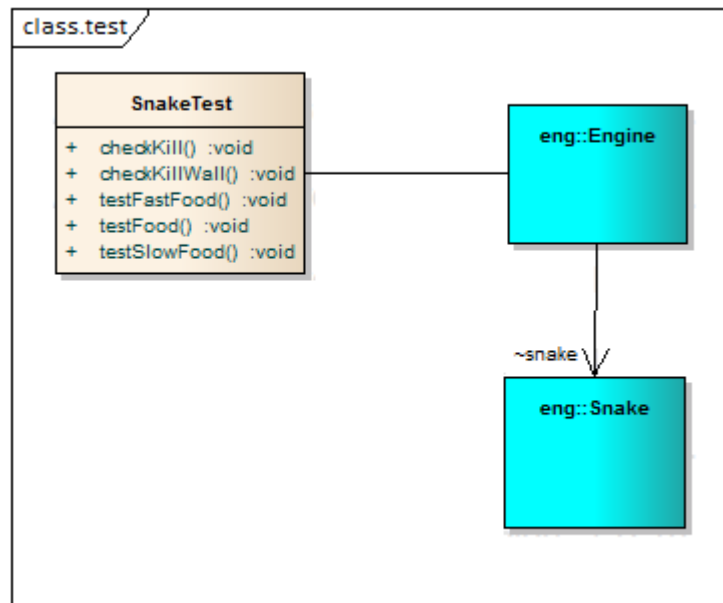 class.test
SnakeTest
+ checkKill() :void
+ checkKillWall() :void
+ testFastFood() :void
+ testFood() :void
+ testSlowFood() :void
eng::Engine
~snake
eng::Snake